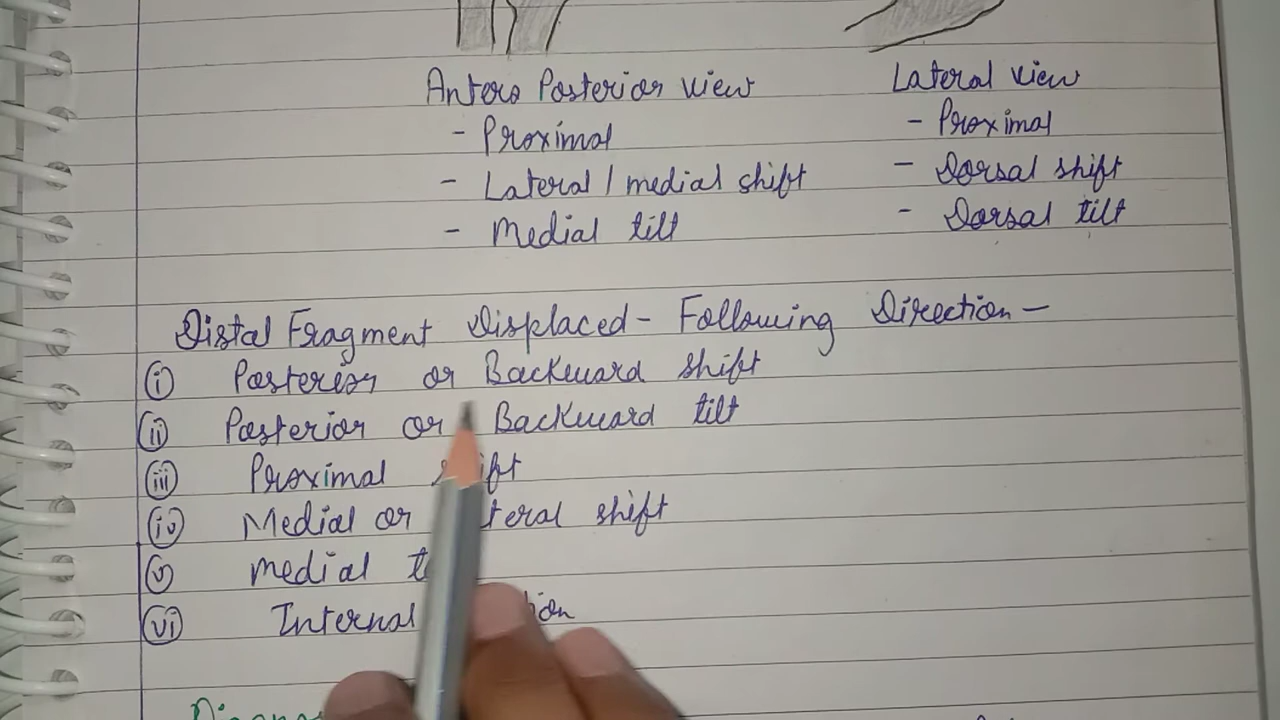 Antero Posterior view
- Proximal
- Lateral / medial shift
- Medial tilt
Lateral view
- Proximal
- Dorsal shift
- Dorsal tilt
Distal Fragment Displaced - Following Direction -
(i) Posterior or Backward shift
(ii) Posterior or Backward tilt
(iii) Proximal shift
(iv) Medial or shift
(v) medial
(vi) Internal